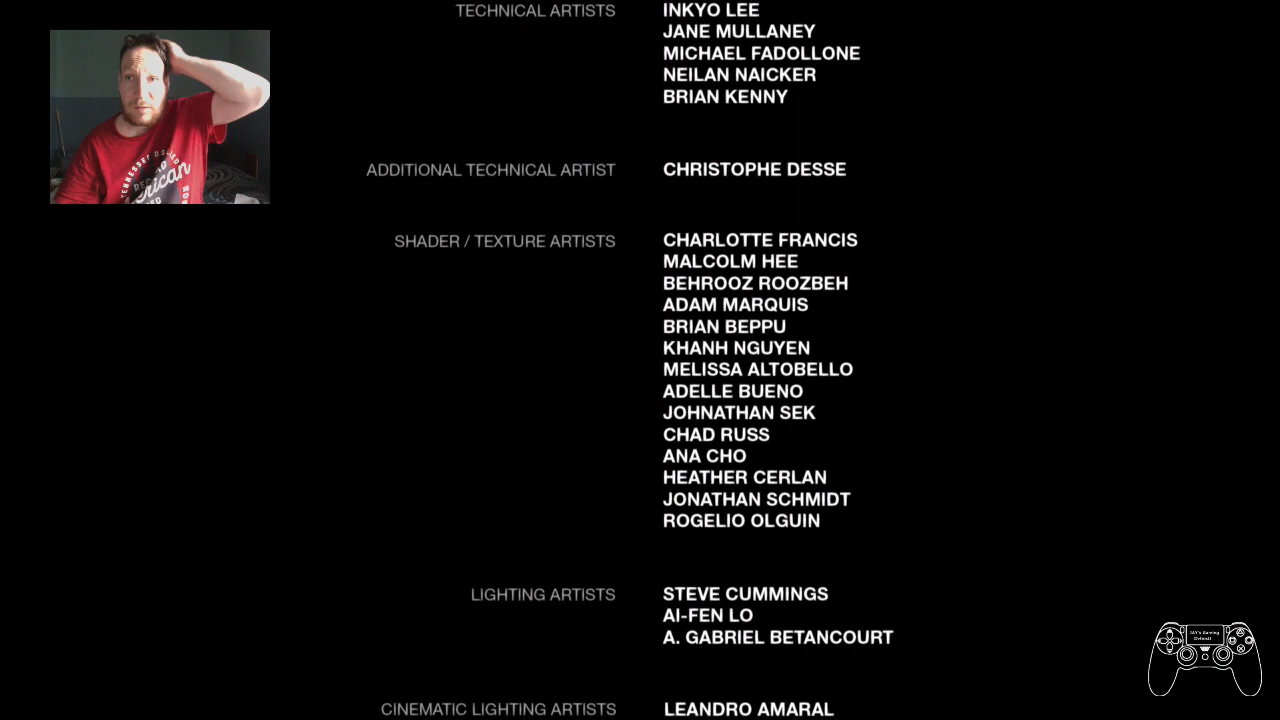 TECHNICAL ARTISTS INKYO LEE
JANE MULLANEY
MICHAEL FADOLLONE
NEILAN NAICKER
BRIAN KENNY
ADDITIONAL TECHNICAL ARTIST CHRISTOPHE DESSE
SHADER / TEXTURE ARTISTS CHARLOTTE FRANCIS
MALCOLM HEE
BEHROOZ ROOZBEH
ADAM MARQUIS
BRIAN BEPPU
KHANH NGUYEN
MELISSA ALTOBELLO
ADELLE BUENO
JOHNATHAN SEK
CHAD RUSS
ANA CHO
HEATHER CERLAN
JONATHAN SCHMIDT
ROGELIO OLGUIN
LIGHTING ARTISTS STEVE CUMMINGS
AI-FEN LO
A. GABRIEL BETANCOURT
CINEMATIC LIGHTING ARTISTS LEANDRO AMARAL
TENNESSEE
JAY's Gaming